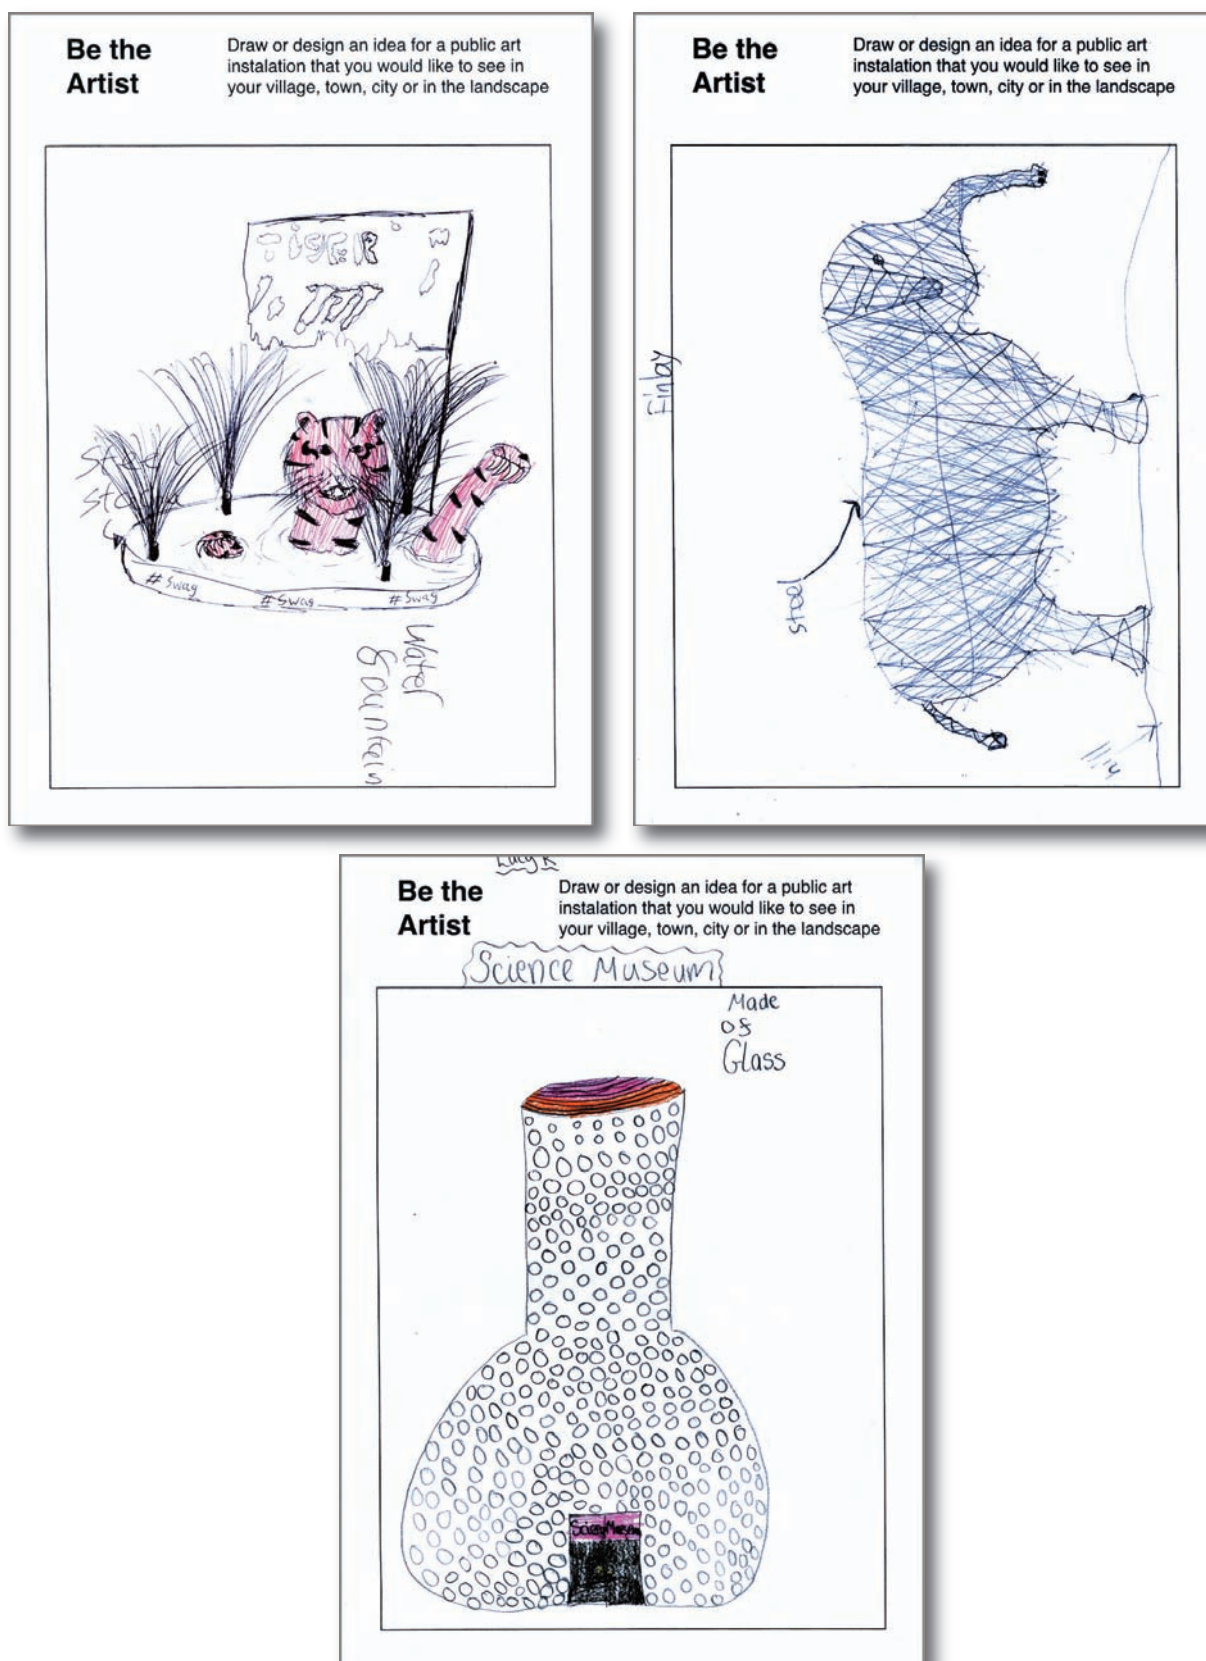 Be the
Artist
Draw or design an idea for a public art
instalation that you would like to see in
your village, town, city or in the landscape
TIGER
# Swag
# Swag
# Swag
Water
fountain
Be the
Artist
Draw or design an idea for a public art
instalation that you would like to see in
your village, town, city or in the landscape
Finlay
steel
Lucy K
Be the
Artist
Draw or design an idea for a public art
instalation that you would like to see in
your village, town, city or in the landscape
Science Museum
Made
of
Glass